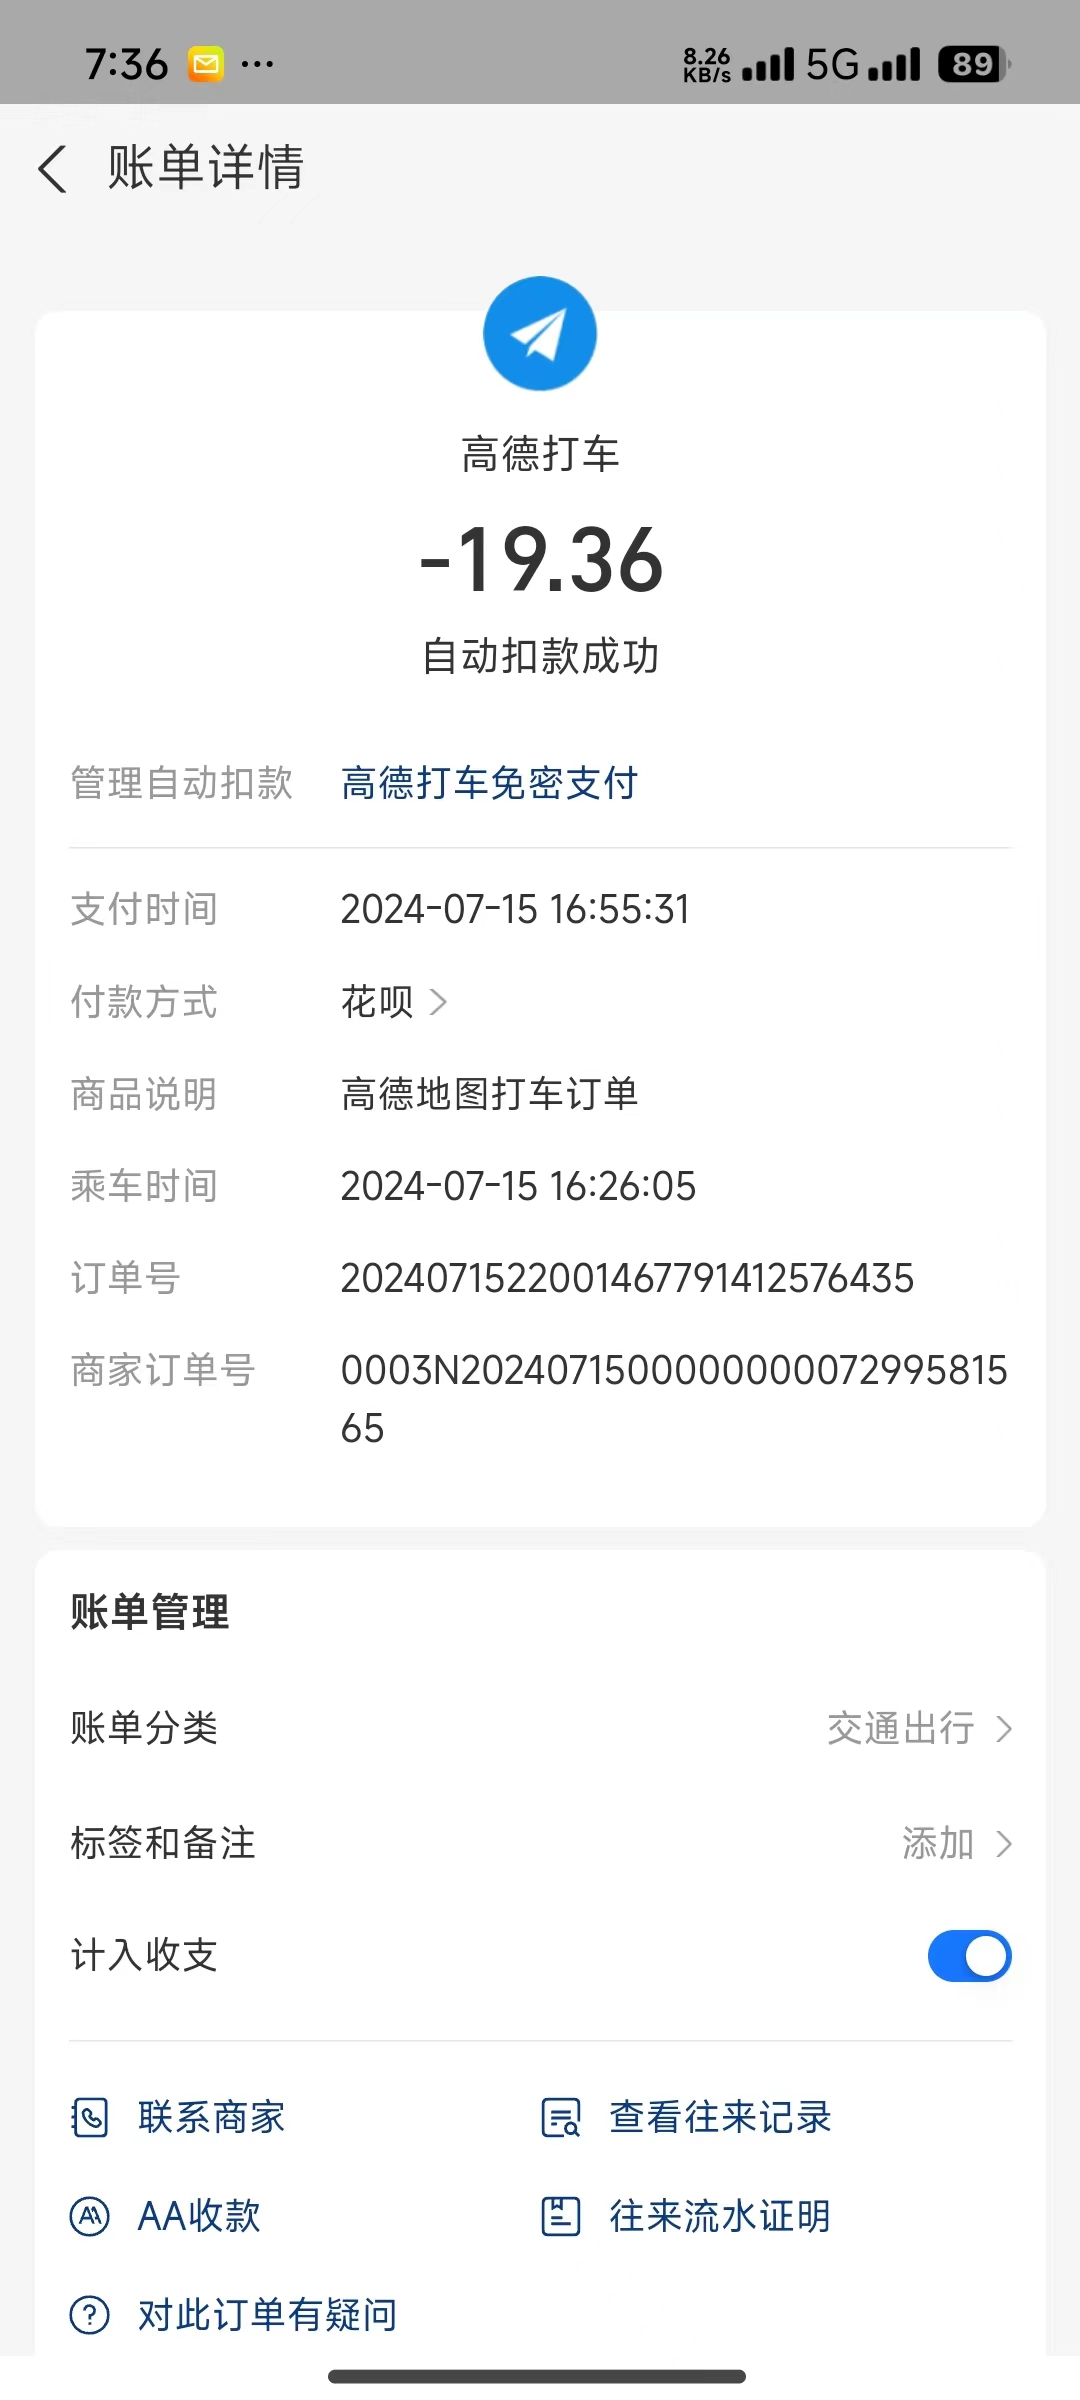 7:36 ··· 8.26 KB/s 5G 89
账单详情
高德打车
-19.36
自动扣款成功
管理自动扣款 高德打车免密支付
支付时间 2024-07-15 16:55:31
付款方式 花呗
商品说明 高德地图打车订单
乘车时间 2024-07-15 16:26:05
订单号 2024071522001467791412576435
商家订单号 0003N202407150000000000072995815
65
账单管理
账单分类 交通出行
标签和备注 添加
计入收支
联系商家 查看往来记录
AA收款 往来流水证明
对此订单有疑问